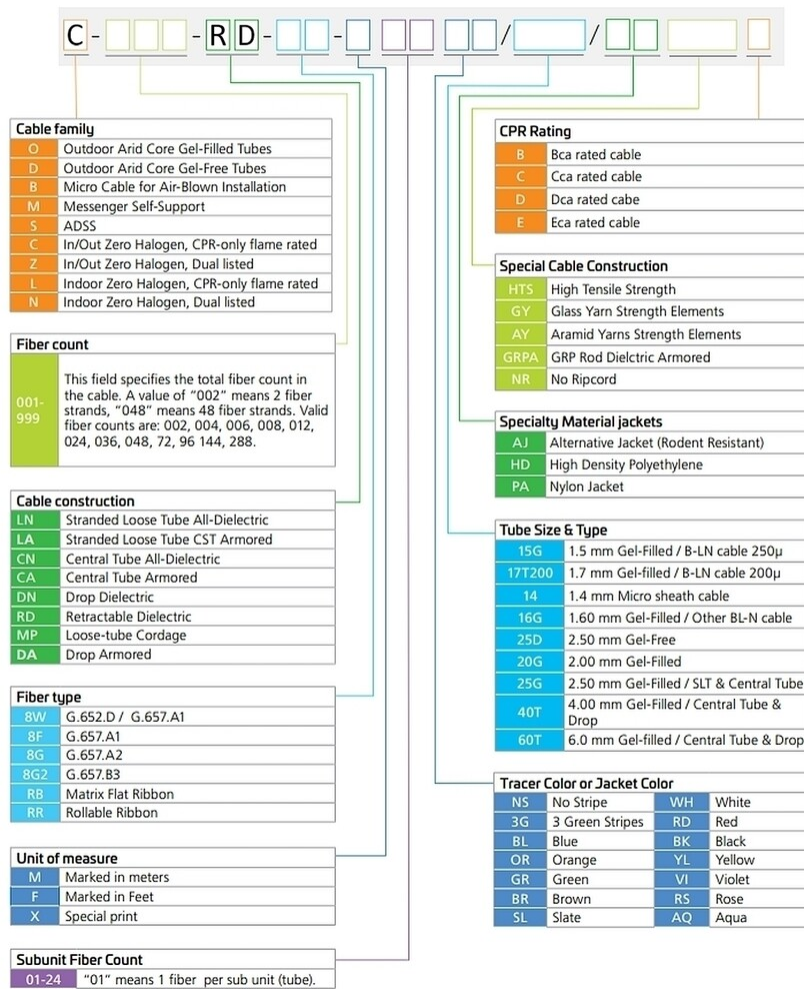 C - - R D - - / /
Cable family
O Outdoor Arid Core Gel-Filled Tubes
D Outdoor Arid Core Gel-Free Tubes
B Micro Cable for Air-Blown Installation
M Messenger Self-Support
S ADSS
C In/Out Zero Halogen, CPR-only flame rated
Z In/Out Zero Halogen, Dual listed
L Indoor Zero Halogen, CPR-only flame rated
N Indoor Zero Halogen, Dual listed
Fiber count
001-
999
This field specifies the total fiber count in
the cable. A value of “002” means 2 fiber
strands, “048” means 48 fiber strands. Valid
fiber counts are: 002, 004, 006, 008, 012,
024, 036, 048, 72, 96 144, 288.
Cable construction
LN Stranded Loose Tube All-Dielectric
LA Stranded Loose Tube CST Armored
CN Central Tube All-Dielectric
CA Central Tube Armored
DN Drop Dielectric
RD Retractable Dielectric
MP Loose-tube Cordage
DA Drop Armored
Fiber type
8W G.652.D / G.657.A1
8F G.657.A1
8G G.657.A2
8G2 G.657.B3
RB Matrix Flat Ribbon
RR Rollable Ribbon
Unit of measure
M Marked in meters
F Marked in Feet
X Special print
Subunit Fiber Count
01-24 “01” means 1 fiber per sub unit (tube).
CPR Rating
B Bca rated cable
C Cca rated cable
D Dca rated cabe
E Eca rated cable
Special Cable Construction
HTS High Tensile Strength
GY Glass Yarn Strength Elements
AY Aramid Yarns Strength Elements
GRPA GRP Rod Dielctric Armored
NR No Ripcord
Specialty Material jackets
AJ Alternative Jacket (Rodent Resistant)
HD High Density Polyethylene
PA Nylon Jacket
Tube Size & Type
15G 1.5 mm Gel-Filled / B-LN cable 250µ
17T200 1.7 mm Gel-filled / B-LN cable 200µ
14 1.4 mm Micro sheath cable
16G 1.60 mm Gel-Filled / Other BL-N cable
25D 2.50 mm Gel-Free
20G 2.00 mm Gel-Filled
25G 2.50 mm Gel-Filled / SLT & Central Tube
40T 4.00 mm Gel-Filled / Central Tube &
Drop
60T 6.0 mm Gel-filled / Central Tube & Drop
Tracer Color or Jacket Color
NS No Stripe WH White
3G 3 Green Stripes RD Red
BL Blue BK Black
OR Orange YL Yellow
GR Green VI Violet
BR Brown RS Rose
SL Slate AQ Aqua